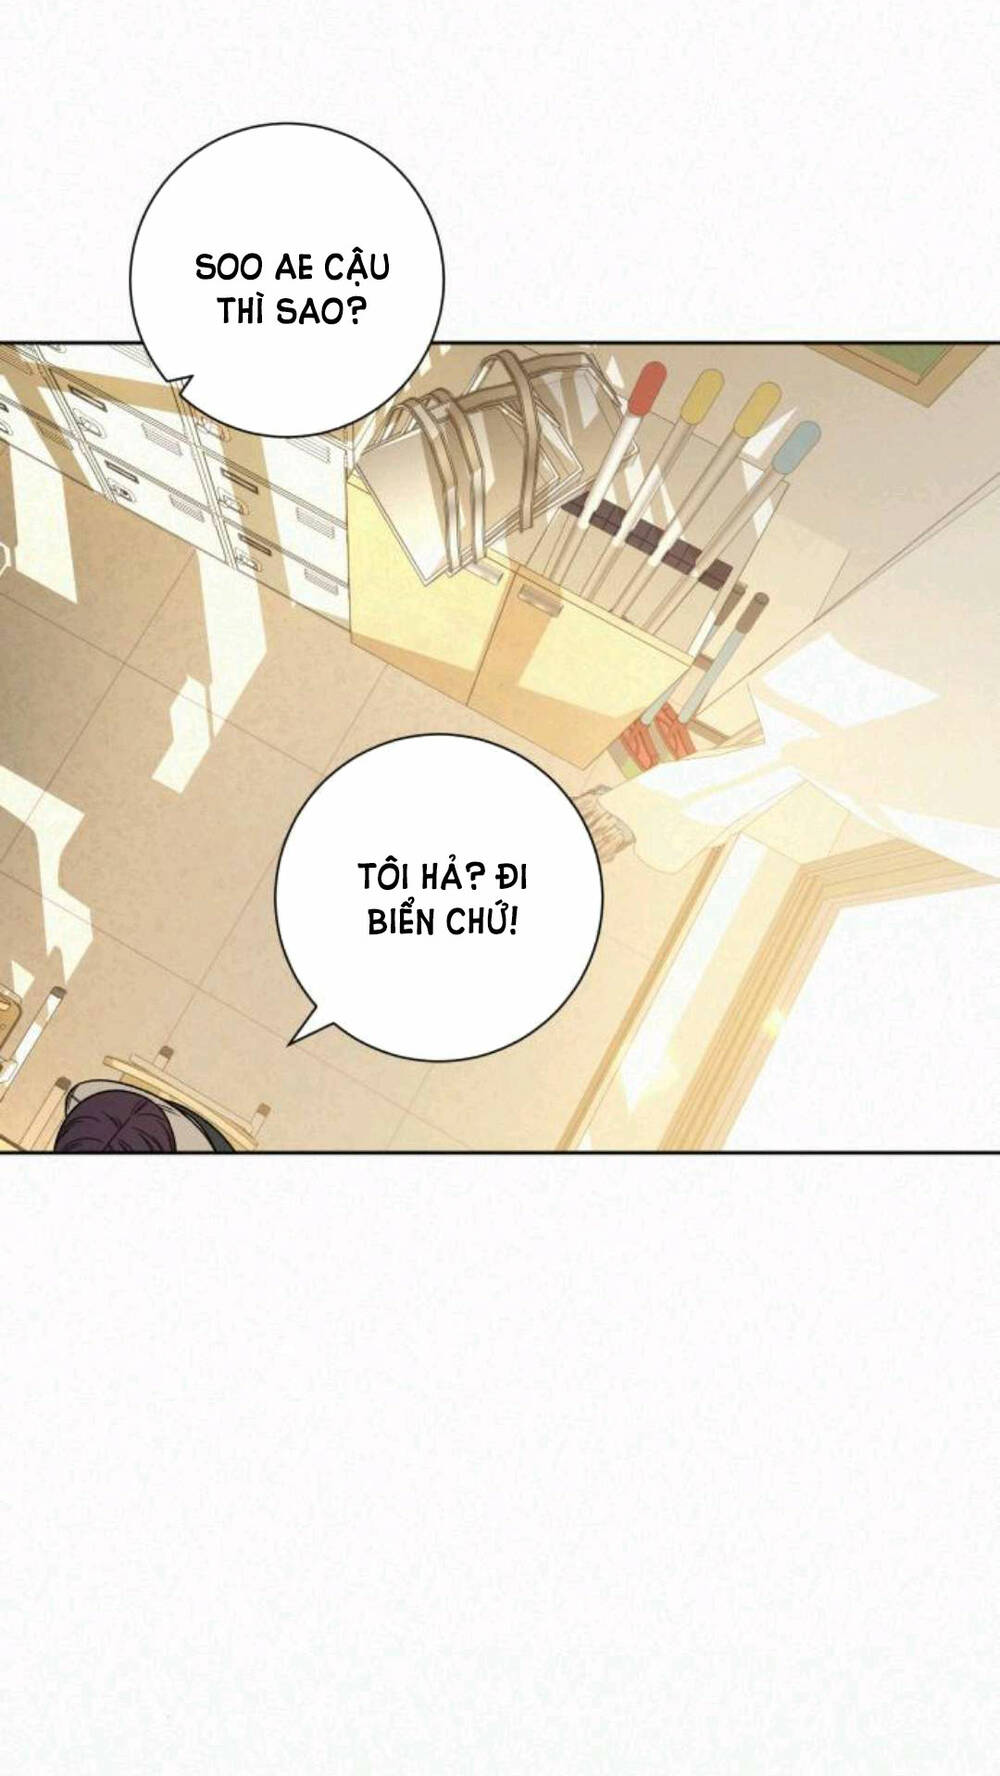 SOO AE CẬU
THÌ SAO?
TÔI HẢ? ĐI
BIỂN CHỨ!